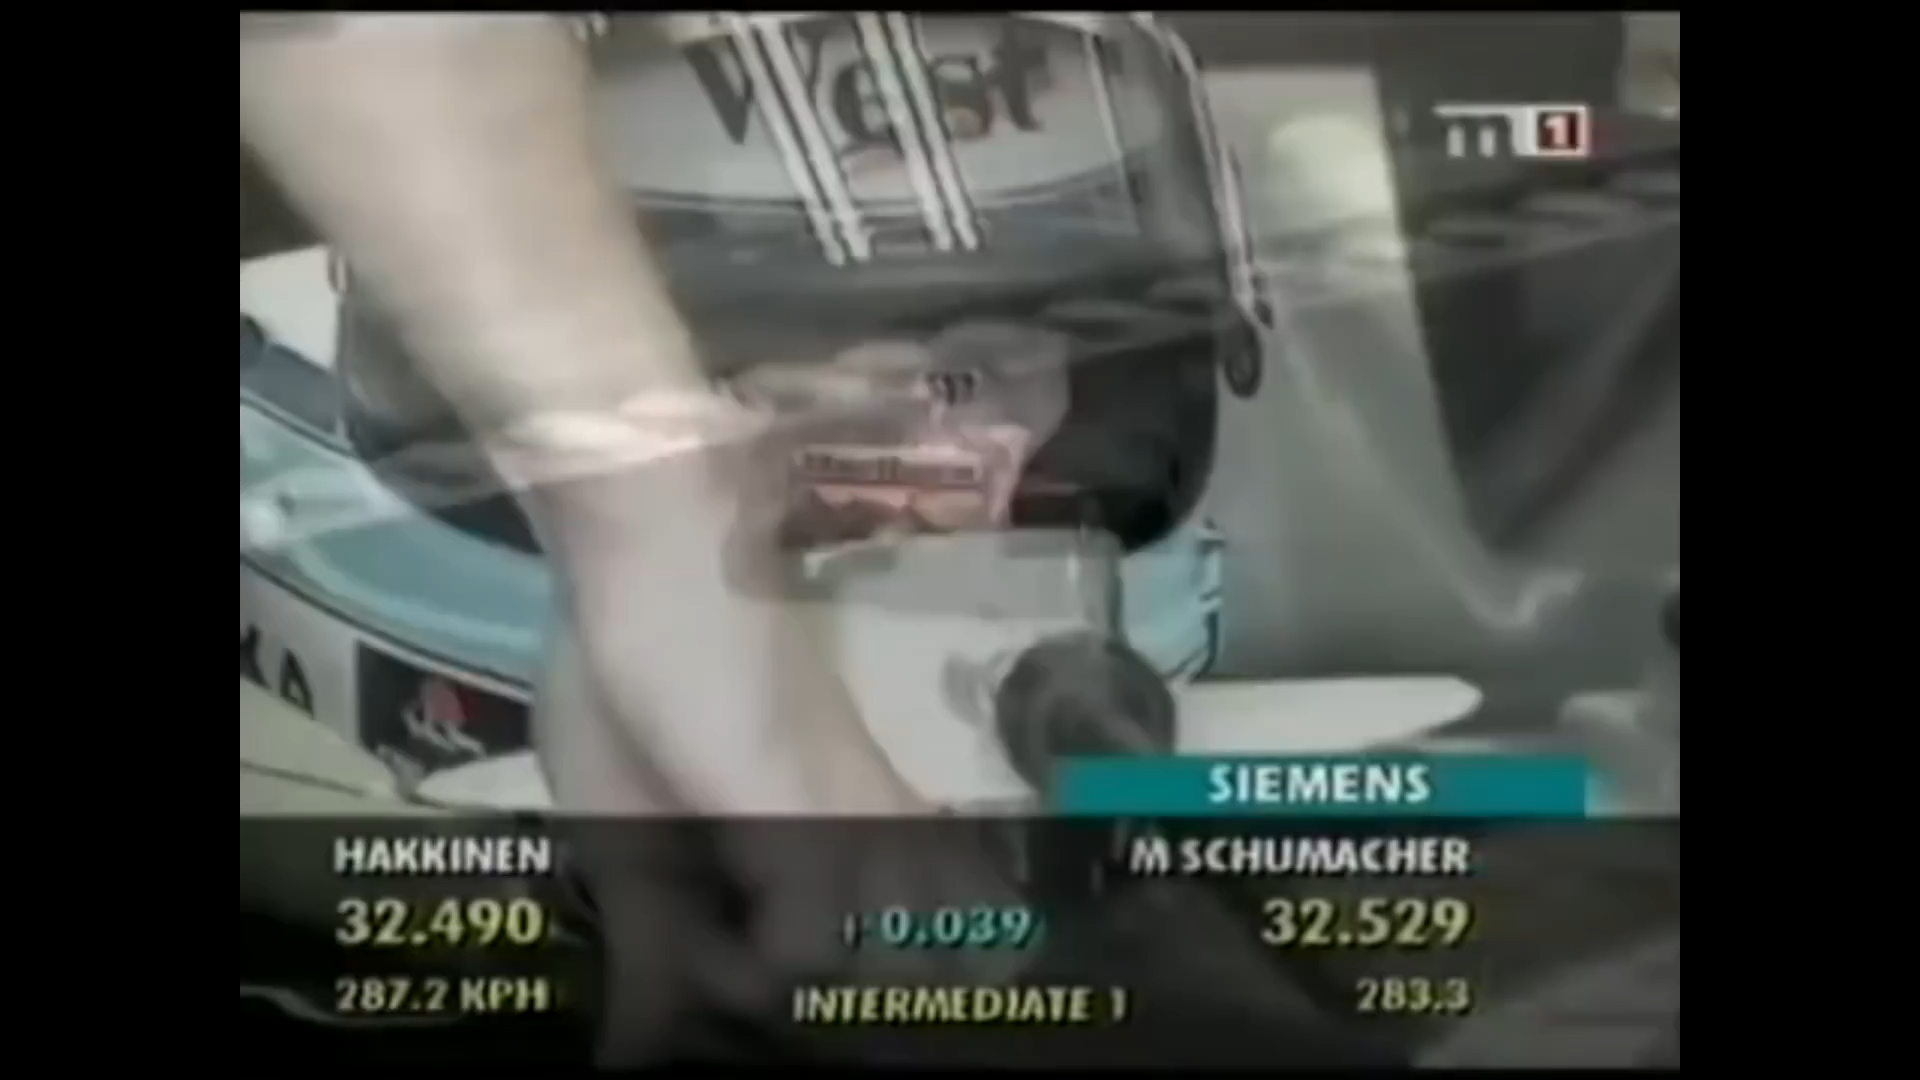 West
m1
SIEMENS
HAKKINEN
M SCHUMACHER
32.490
+0.039
32.529
287.2 KPH
INTERMEDIATE 1
283.3